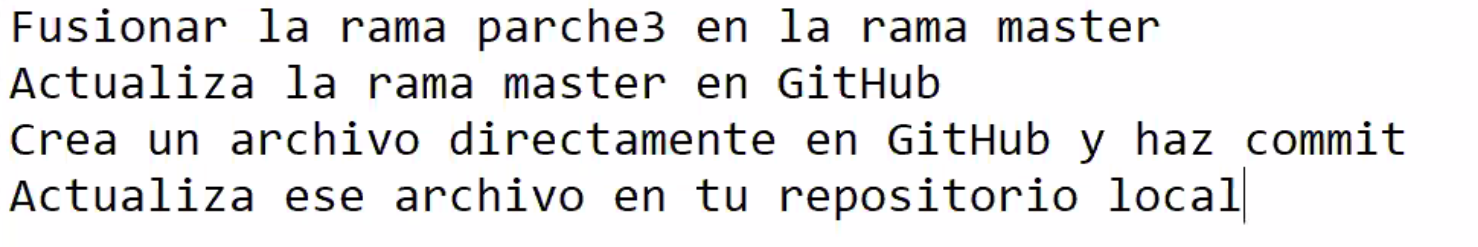 Fusionar la rama parche3 en la rama master
Actualiza la rama master en GitHub
Crea un archivo directamente en GitHub y haz commit
Actualiza ese archivo en tu repositorio local